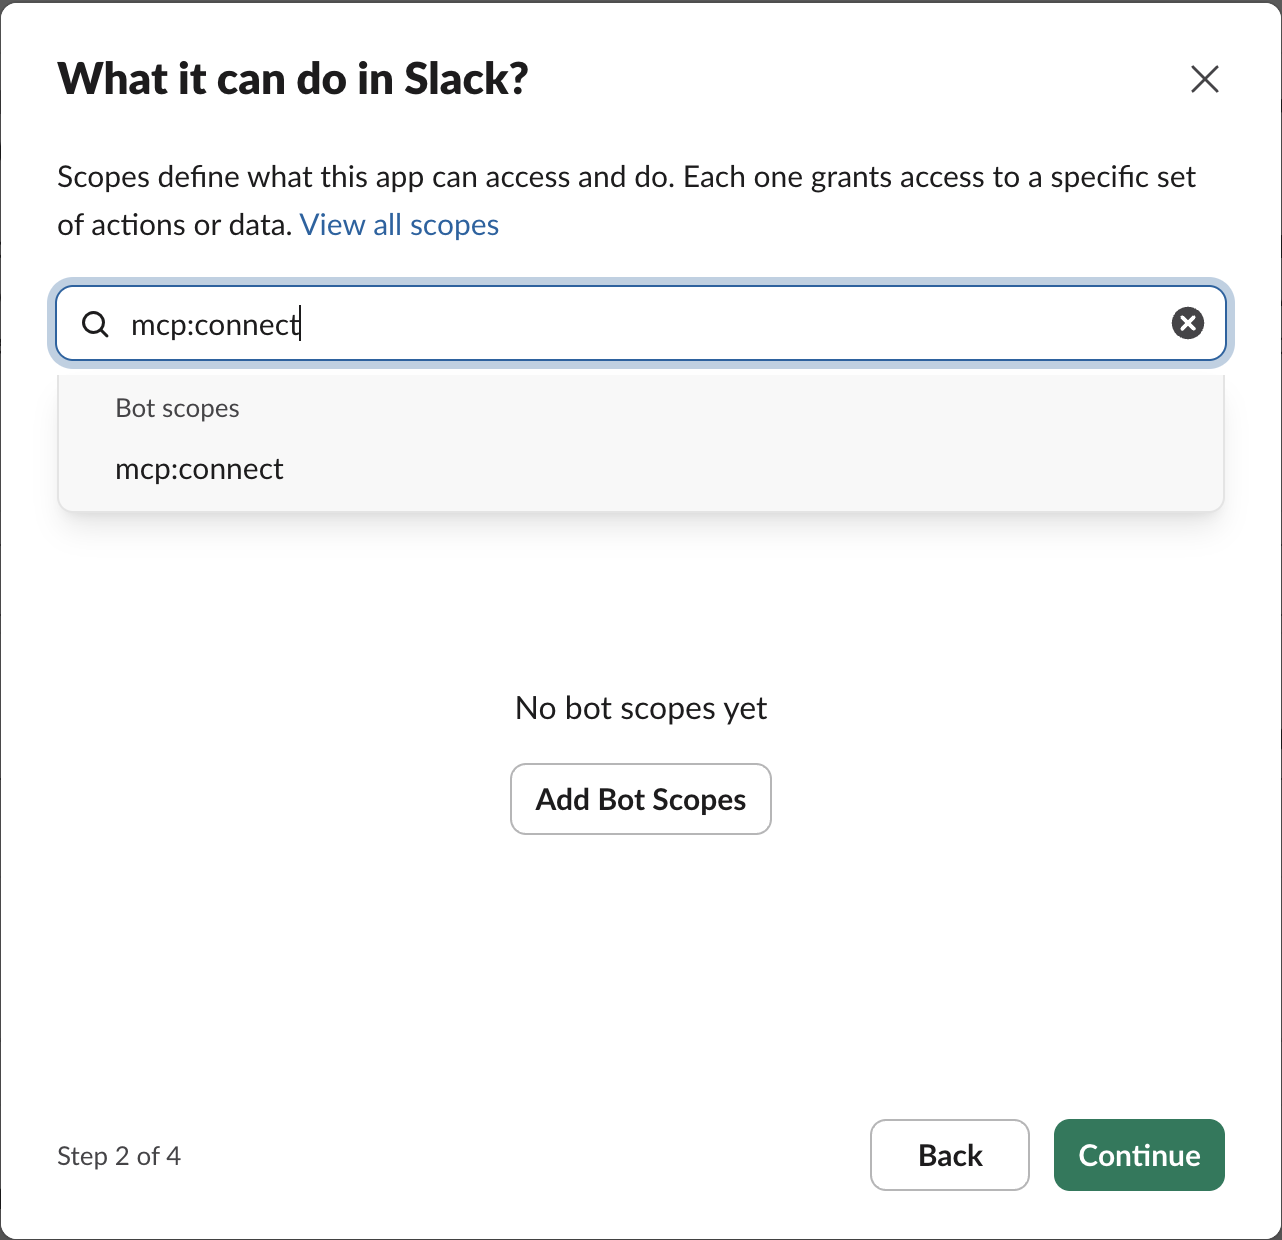 What it can do in Slack?
Scopes define what this app can access and do. Each one grants access to a specific set
of actions or data. View all scopes
mcp:connect
Bot scopes
mcp:connect
No bot scopes yet
Add Bot Scopes
Step 2 of 4
Back
Continue